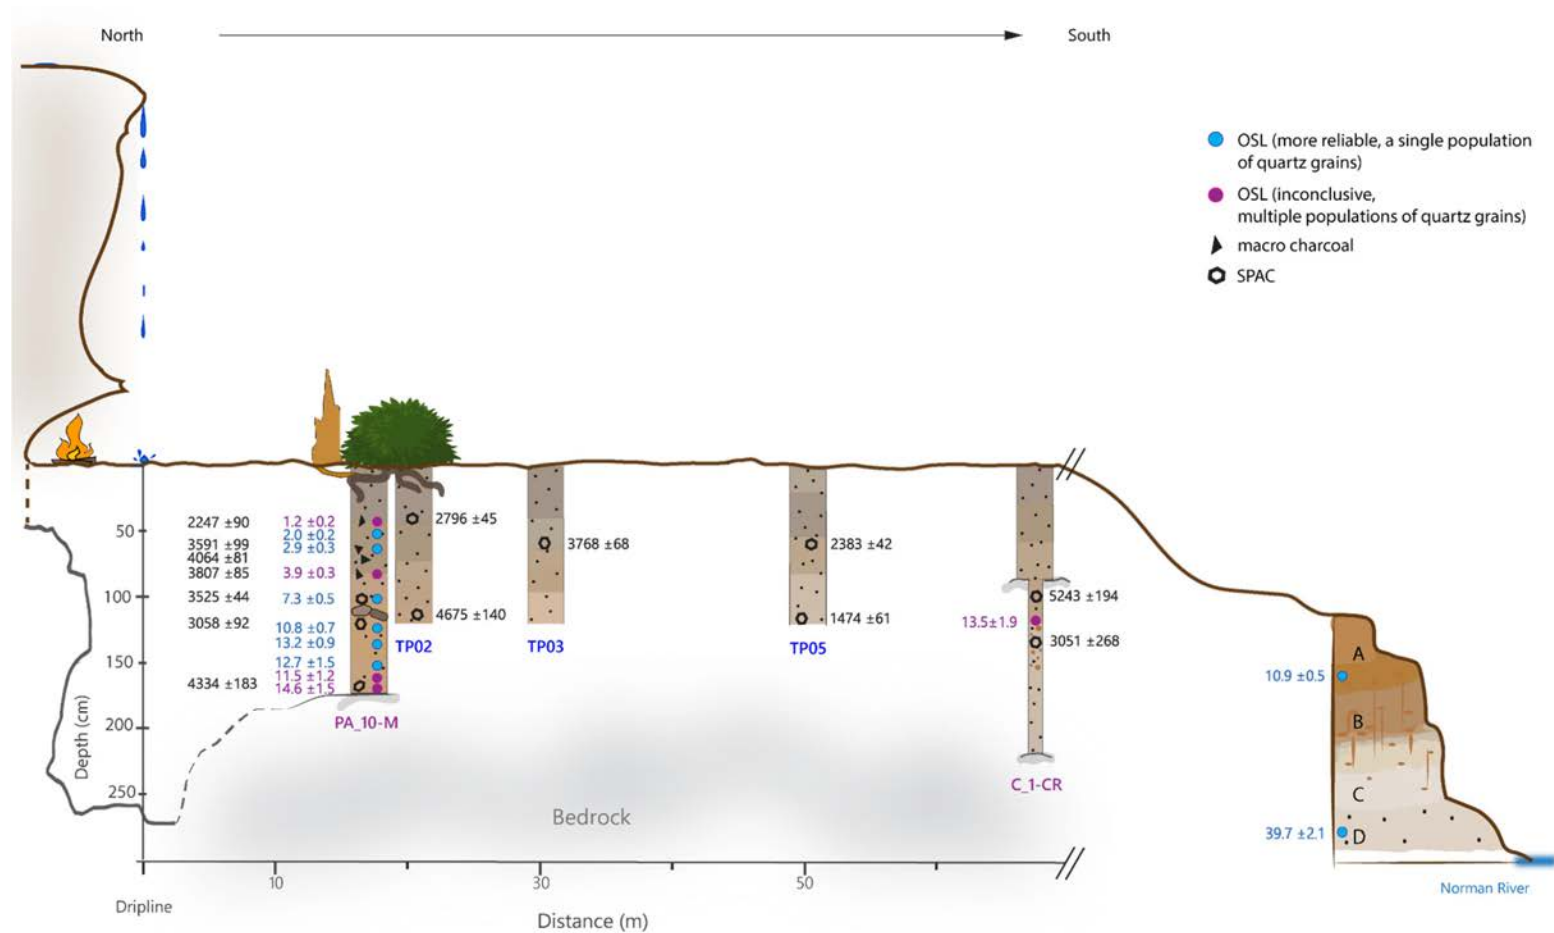 North
South
OSL (more reliable, a single population
of quartz grains)
OSL (inconclusive,
multiple populations of quartz grains)
macro charcoal
SPAC
2247 ±90
3591 ±99
4064 ±81
3807 ±85
3525 ±44
3058 ±92
4334 ±183
1.2 ±0.2
2.0 ±0.2
2.9 ±0.3
3.9 ±0.3
7.3 ±0.5
10.8 ±0.7
13.2 ±0.9
12.7 ±1.5
11.5 ±1.2
14.6 ±1.5
PA_10-M
2796 ±45
4675 ±140
TP02
3768 ±68
TP03
2383 ±42
1474 ±61
TP05
5243 ±194
13.5±1.9
3051 ±268
C_1-CR
A
10.9 ±0.5
B
C
39.7 ±2.1
D
Norman River
50
100
150
200
250
Depth (cm)
Bedrock
10
30
50
Dripline
Distance (m)